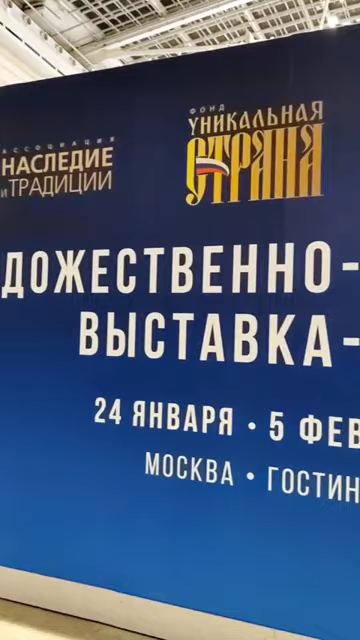 АССОЦИАЦИЯ
НАСЛЕДИЕ
И ТРАДИЦИИ
ФОНД
УНИКАЛЬНАЯ
СТРАНА
ДОЖЕСТВЕННО-
ВЫСТАВКА-
24 ЯНВАРЯ • 5 ФЕВ
МОСКВА • ГОСТИН